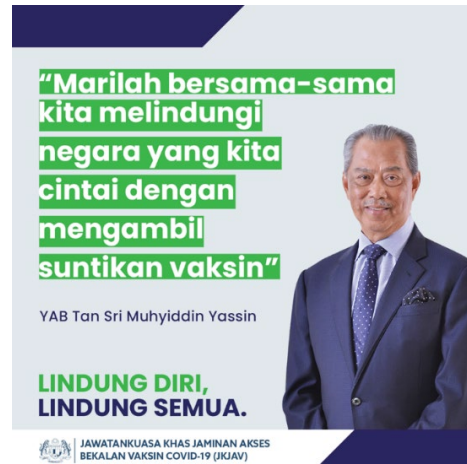 “Marilah bersama-sama
kita melindungi
negara yang kita
cintai dengan
mengambil
suntikan vaksin”
YAB Tan Sri Muhyiddin Yassin
LINDUNG DIRI,
LINDUNG SEMUA.
JAWATANKUASA KHAS JAMINAN AKSES
BEKALAN VAKSIN COVID-19 (JKJAV)